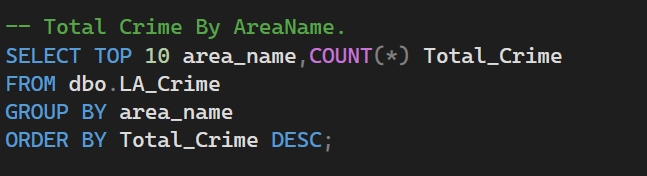 -- Total Crime By AreaName.
SELECT TOP 10 area_name,COUNT(*) Total_Crime
FROM dbo.LA_Crime
GROUP BY area_name
ORDER BY Total_Crime DESC;